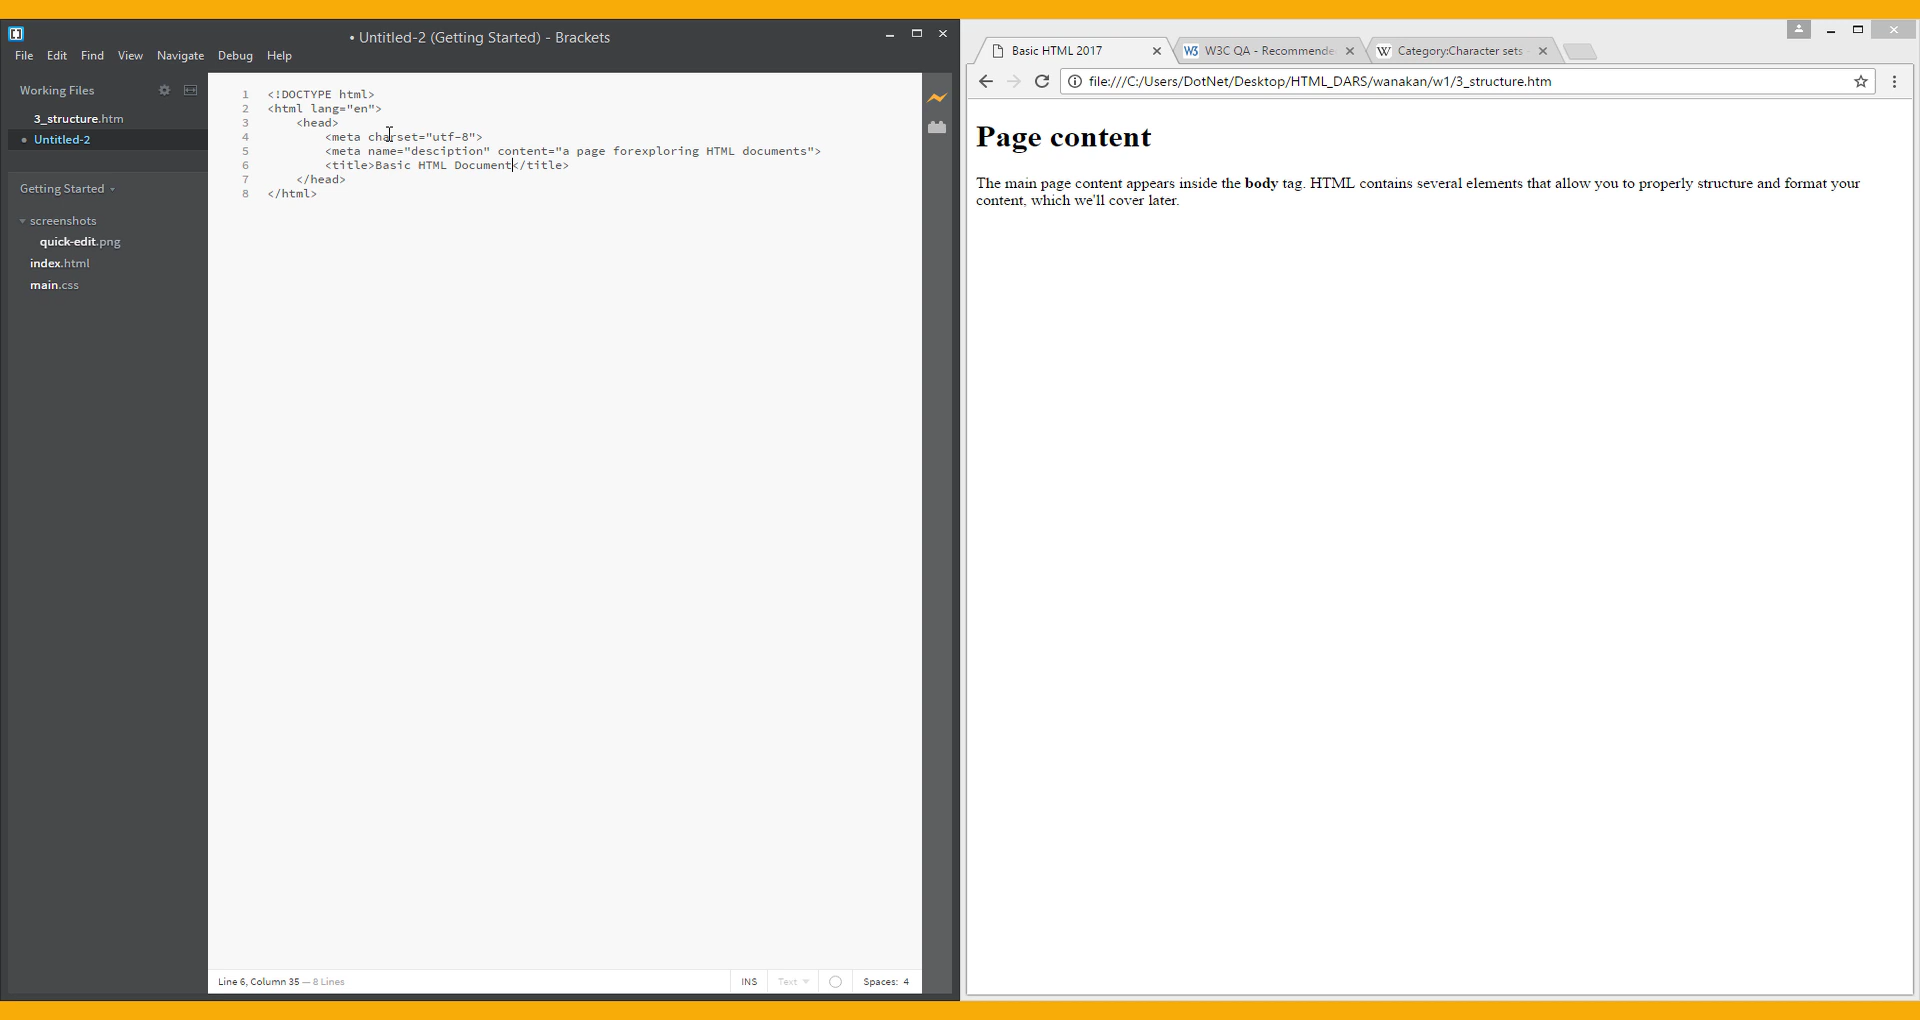 • Untitled-2 (Getting Started) - Brackets
File Edit Find View Navigate Debug Help
Working Files
3_structure.htm
• Untitled-2
Getting Started
screenshots
quick-edit.png
index.html
main.css
1 <!DOCTYPE html>
2 <html lang="en">
3 <head>
4 <meta charset="utf-8">
5 <meta name="desciption" content="a page forexploring HTML documents">
6 <title>Basic HTML Document</title>
7 </head>
8 </html>
Line 6, Column 35 — 8 Lines
INS Text Spaces: 4
Basic HTML 2017
W3C QA - Recommende
Category:Character sets
file:///C:/Users/DotNet/Desktop/HTML_DARS/wanakan/w1/3_structure.htm
Page content
The main page content appears inside the body tag. HTML contains several elements that allow you to properly structure and format your
content, which we'll cover later.